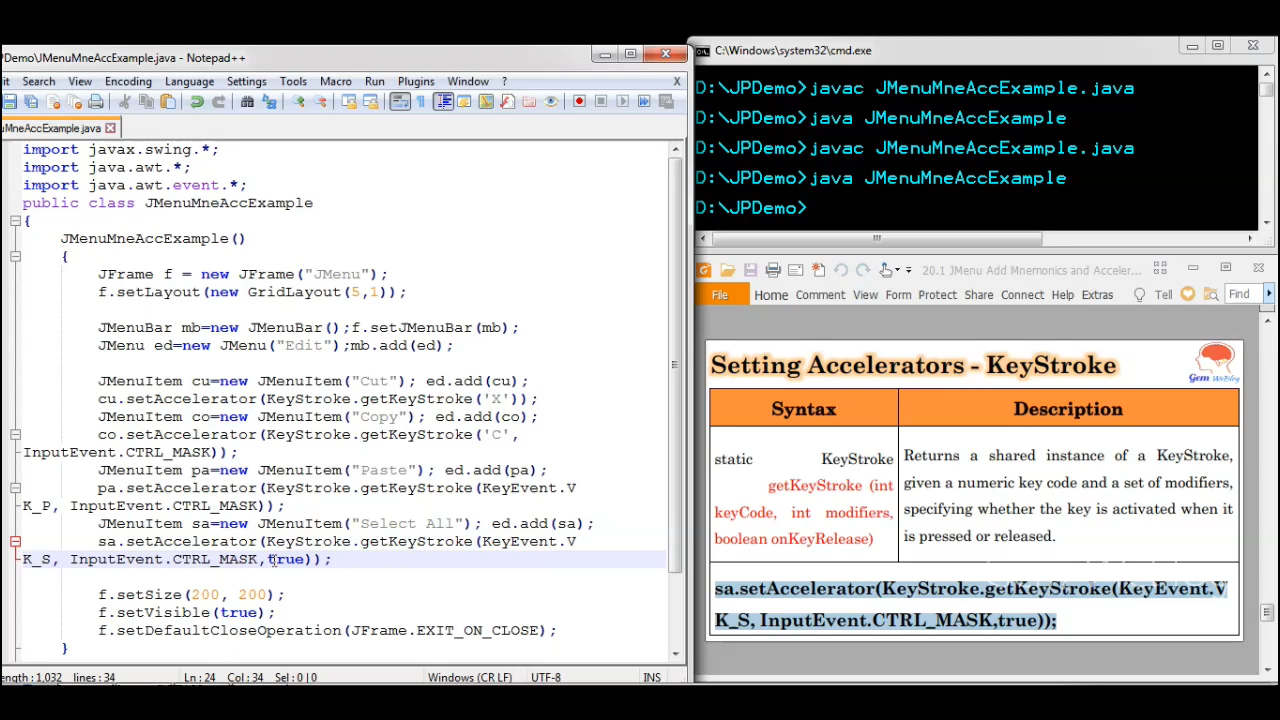 PDemo\JMenuMneAccExample.java - Notepad++
it Search View Encoding Language Settings Tools Macro Run Plugins Window ? X
uMneAccExample.java
import javax.swing.*;
import java.awt.*;
import java.awt.event.*;
public class JMenuMneAccExample
{
JMenuMneAccExample()
{
JFrame f = new JFrame("JMenu");
f.setLayout(new GridLayout(5,1));
JMenuBar mb=new JMenuBar();f.setJMenuBar(mb);
JMenu ed=new JMenu("Edit");mb.add(ed);
JMenuItem cu=new JMenuItem("Cut"); ed.add(cu);
cu.setAccelerator(KeyStroke.getKeyStroke('X'));
JMenuItem co=new JMenuItem("Copy"); ed.add(co);
co.setAccelerator(KeyStroke.getKeyStroke('C',
InputEvent.CTRL_MASK));
JMenuItem pa=new JMenuItem("Paste"); ed.add(pa);
pa.setAccelerator(KeyStroke.getKeyStroke(KeyEvent.V
K_P, InputEvent.CTRL_MASK));
JMenuItem sa=new JMenuItem("Select All"); ed.add(sa);
sa.setAccelerator(KeyStroke.getKeyStroke(KeyEvent.V
K_S, InputEvent.CTRL_MASK,true));
f.setSize(200, 200);
f.setVisible(true);
f.setDefaultCloseOperation(JFrame.EXIT_ON_CLOSE);
}
ength : 1,032 lines : 34 Ln : 24 Col : 34 Sel : 0 | 0 Windows (CR LF) UTF-8 INS
C:\Windows\system32\cmd.exe
D:\JPDemo>javac JMenuMneAccExample.java
D:\JPDemo>java JMenuMneAccExample
D:\JPDemo>javac JMenuMneAccExample.java
D:\JPDemo>java JMenuMneAccExample
D:\JPDemo>
20.1 JMenu Add Mnemonics and Acceler...
File Home Comment View Form Protect Share Connect Help Extras Tell Find
Setting Accelerators - KeyStroke
Gem WeBlog
Syntax Description
static KeyStroke
getKeyStroke (int
keyCode, int modifiers,
boolean onKeyRelease)
Returns a shared instance of a KeyStroke,
given a numeric key code and a set of modifiers,
specifying whether the key is activated when it
is pressed or released.
sa.setAccelerator(KeyStroke.getKeyStroke(KeyEvent.V
K_S, InputEvent.CTRL_MASK,true));